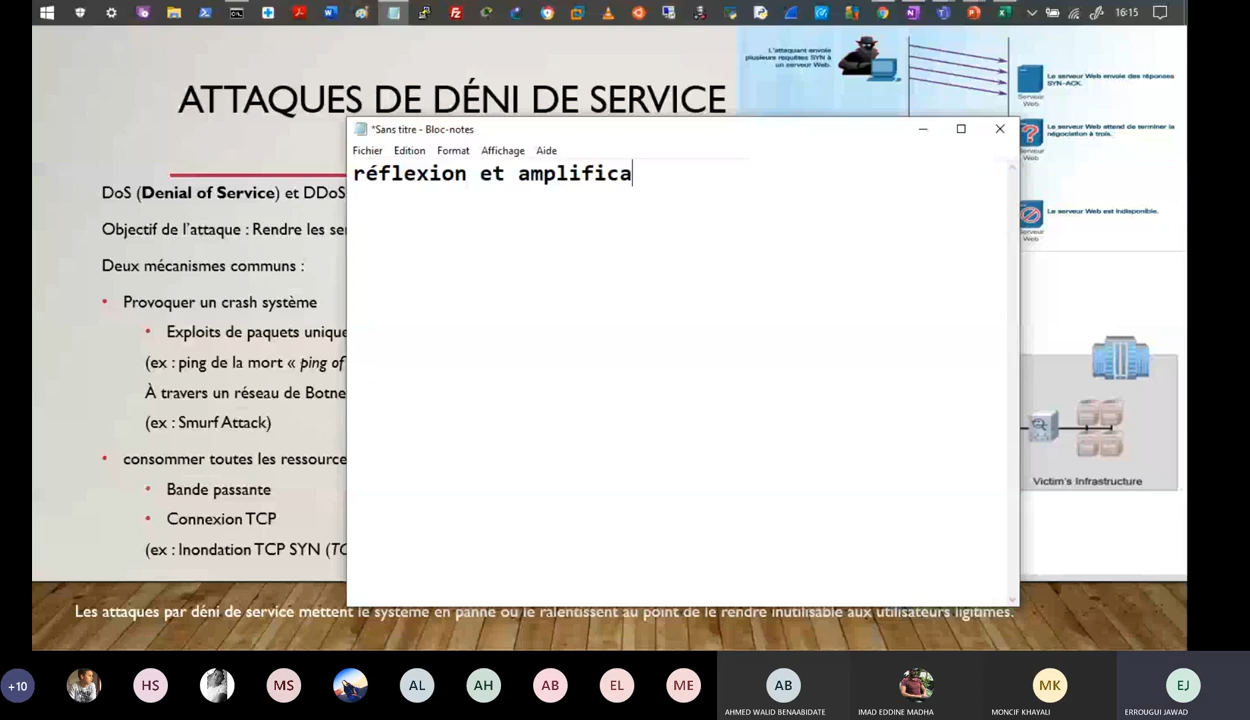 16:15
ATTAQUES DE DÉNI DE SERVICE
L'attaquant envoie
plusieurs requêtes SYN à
un serveur Web.
Le serveur Web envoie des réponses
SYN-ACK.
Serveur
Web
Le serveur Web attend de terminer la
négociation à trois.
Serveur
Web
Le serveur Web est indisponible.
Serveur
Web
*Sans titre - Bloc-notes
Fichier Edition Format Affichage Aide
réflexion et amplifica
DoS (Denial of Service) et DDoS
Objectif de l'attaque : Rendre les ser
Deux mécanismes communs :
• Provoquer un crash système
• Exploits de paquets unique
(ex : ping de la mort « ping of
À travers un réseau de Botne
(ex : Smurf Attack)
• consommer toutes les ressource
• Bande passante
• Connexion TCP
(ex : Inondation TCP SYN (TC
Victim's Infrastructure
Les attaques par déni de service mettent le système en panne ou le ralentissent au point de le rendre inutilisable aux utilisateurs ligitimes.
+10 HS MS AL AH AB EL ME AB MK EJ
AHMED WALID BENAABIDATE IMAD EDDINE MADHA MONCIF KHAYALI ERROUGUI JAWAD